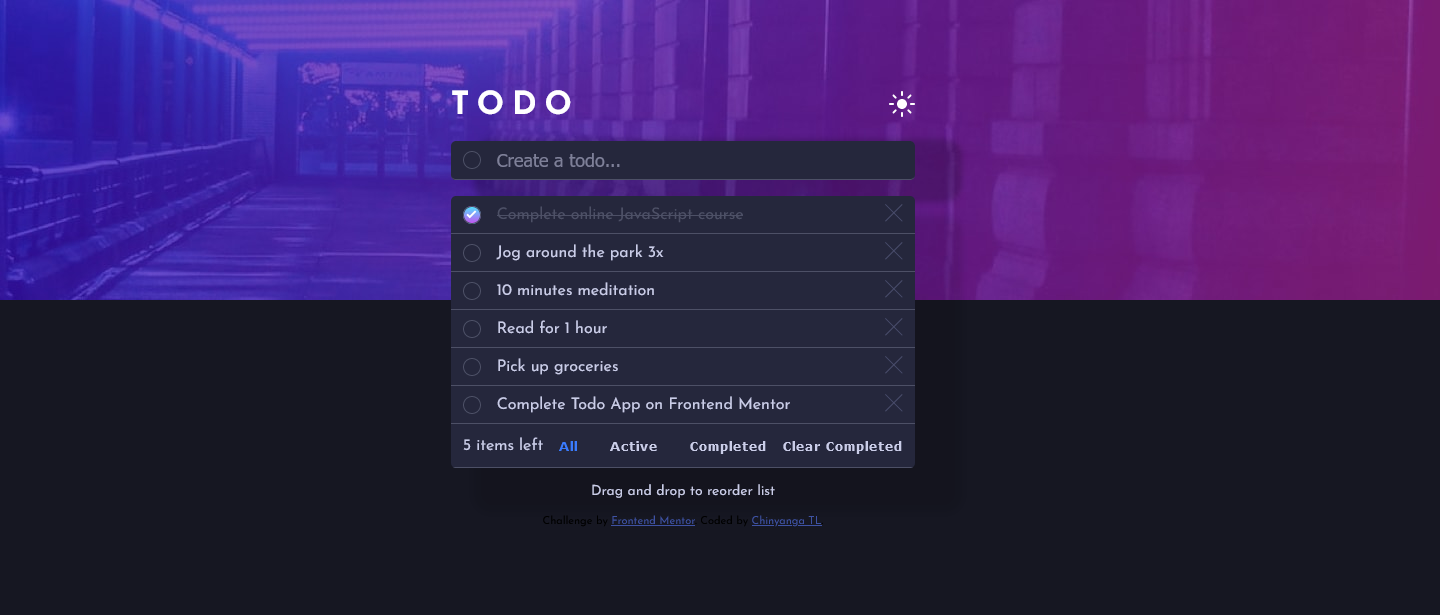 TODO
Create a todo...
Complete online JavaScript course
Jog around the park 3x
10 minutes meditation
Read for 1 hour
Pick up groceries
Complete Todo App on Frontend Mentor
5 items left All Active Completed Clear Completed
Drag and drop to reorder list
Challenge by Frontend Mentor Coded by Chinyanga TL